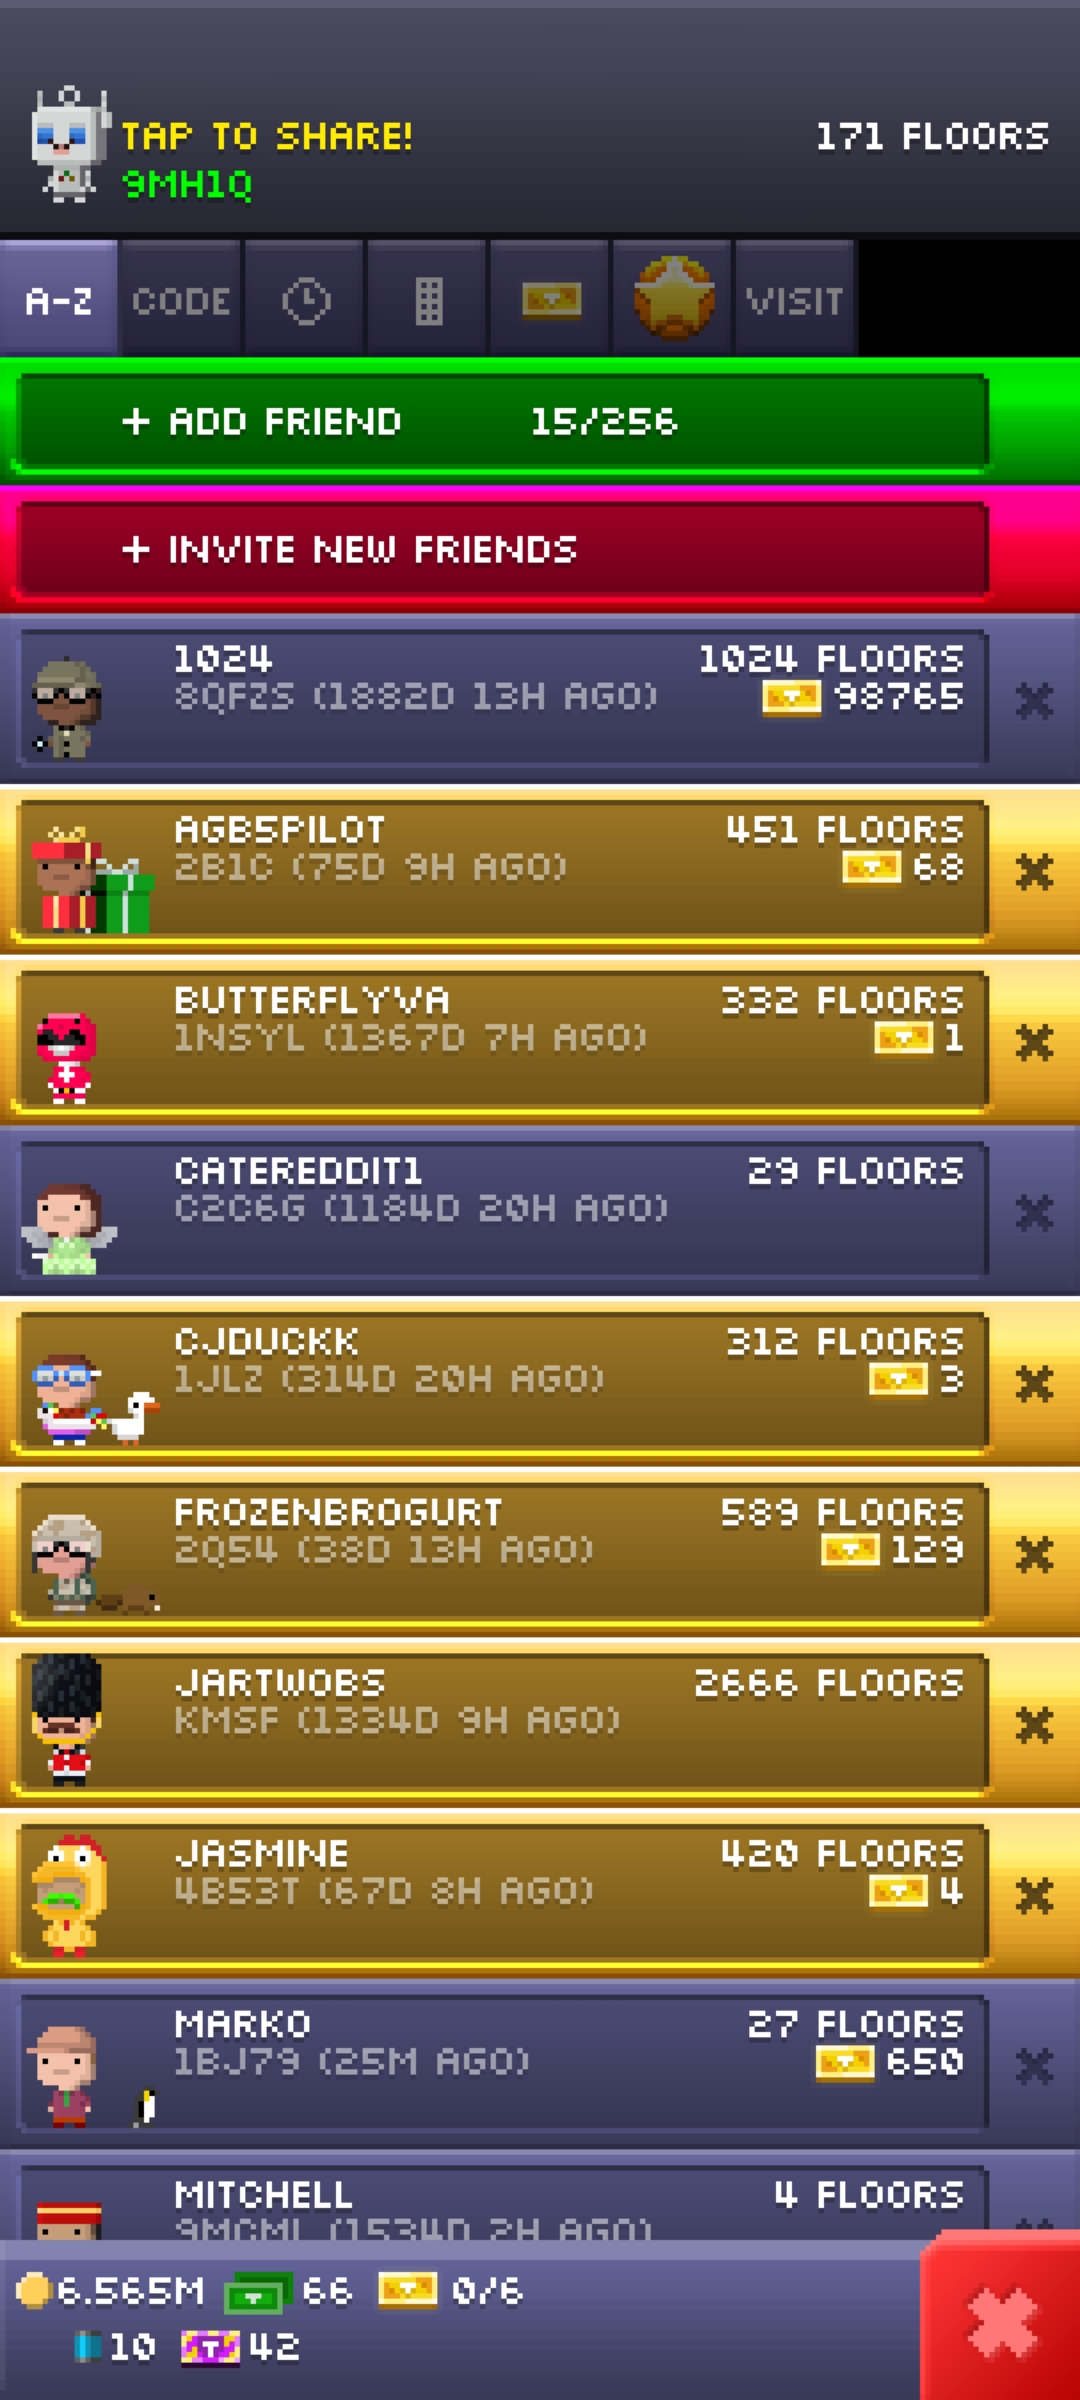 TAP TO SHARE!
171 FLOORS
9MH1Q
A-Z CODE VISIT
+ ADD FRIEND 15/256
+ INVITE NEW FRIENDS
1024 1024 FLOORS
8QFZS (1882D 13H AGO) 98765
AGB5PILOT 451 FLOORS
2B1C (75D 9H AGO) 68
BUTTERFLYVA 332 FLOORS
1NSYL (1367D 7H AGO) 1
CATEREDDIT1 29 FLOORS
C2C6G (1184D 20H AGO)
CJDUCKK 312 FLOORS
1JLZ (314D 20H AGO) 3
FROZENBROGURT 589 FLOORS
2Q54 (38D 13H AGO) 129
JARTWOBS 2666 FLOORS
KMSF (1334D 9H AGO)
JASMINE 420 FLOORS
4B53T (67D 8H AGO) 4
MARKO 27 FLOORS
1BJ79 (25M AGO) 650
MITCHELL 4 FLOORS
9MCML (1534D 2H AGO)
6.565M 66 0/6
10 42